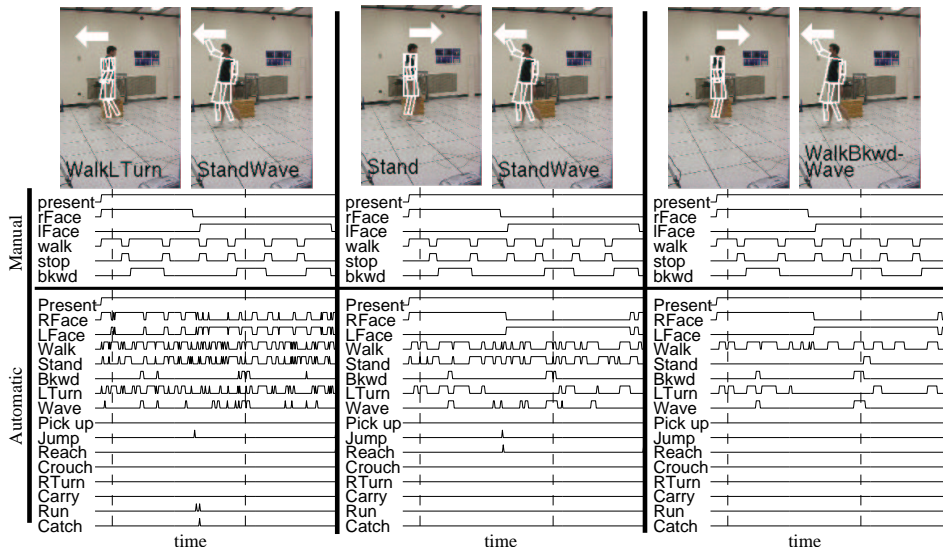 WalkLTurn
StandWave
Stand
StandWave
WalkBkwd-
Wave
Manual
present
rFace
lFace
walk
stop
bkwd
Automatic
Present
RFace
LFace
Walk
Stand
Bkwd
LTurn
Wave
Pick up
Jump
Reach
Crouch
RTurn
Carry
Run
Catch
time
present
rFace
lFace
walk
stop
bkwd
Present
RFace
LFace
Walk
Stand
Bkwd
LTurn
Wave
Pick up
Jump
Reach
Crouch
RTurn
Carry
Run
Catch
time
present
rFace
lFace
walk
stop
bkwd
Present
RFace
LFace
Walk
Stand
Bkwd
LTurn
Wave
Pick up
Jump
Reach
Crouch
RTurn
Carry
Run
Catch
time